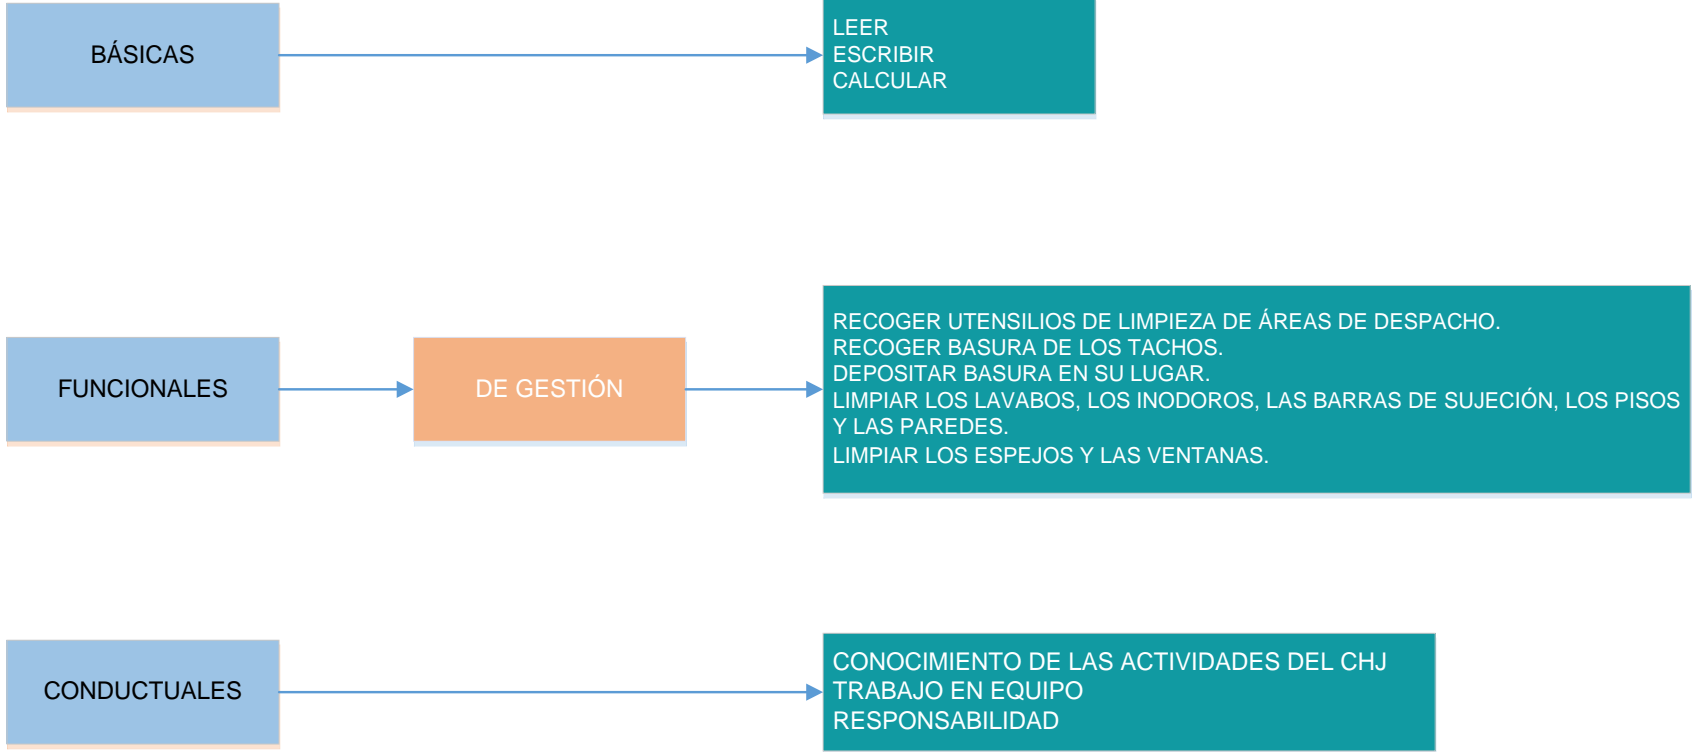 BÁSICAS
LEER
ESCRIBIR
CALCULAR
FUNCIONALES
DE GESTIÓN
RECOGER UTENSILIOS DE LIMPIEZA DE ÁREAS DE DESPACHO.
RECOGER BASURA DE LOS TACHOS.
DEPOSITAR BASURA EN SU LUGAR.
LIMPIAR LOS LAVABOS, LOS INODOROS, LAS BARRAS DE SUJECIÓN, LOS PISOS
Y LAS PAREDES.
LIMPIAR LOS ESPEJOS Y LAS VENTANAS.
CONDUCTUALES
CONOCIMIENTO DE LAS ACTIVIDADES DEL CHJ
TRABAJO EN EQUIPO
RESPONSABILIDAD